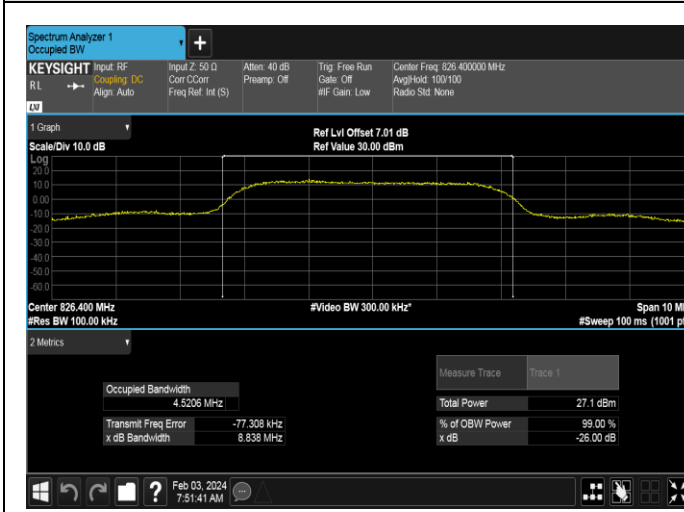 Spectrum Analyzer 1
Occupied BW
KEYSIGHT
RL
LXI
Input: RF
Coupling: DC
Align: Auto
Input Z: 50 Ω
Corr CCorr
Freq Ref: Int (S)
Atten: 40 dB
Preamp: Off
Trig: Free Run
Gate: Off
#IF Gain: Low
Center Freq: 826.400000 MHz
Avg|Hold: 100/100
Radio Std: None
1 Graph
Scale/Div 10.0 dB
Ref Lvl Offset 7.01 dB
Ref Value 30.00 dBm
Log
20.0
10.0
0.00
-10.0
-20.0
-30.0
-40.0
-50.0
-60.0
Center 826.400 MHz
#Res BW 100.00 kHz
#Video BW 300.00 kHz*
Span 10 M
#Sweep 100 ms (1001 p
2 Metrics
Measure Trace Trace 1
Occupied Bandwidth
4.5206 MHz
Total Power 27.1 dBm
Transmit Freq Error -77.308 kHz
% of OBW Power 99.00 %
x dB Bandwidth 8.838 MHz
x dB -26.00 dB
?
Feb 03, 2024
7:51:41 AM